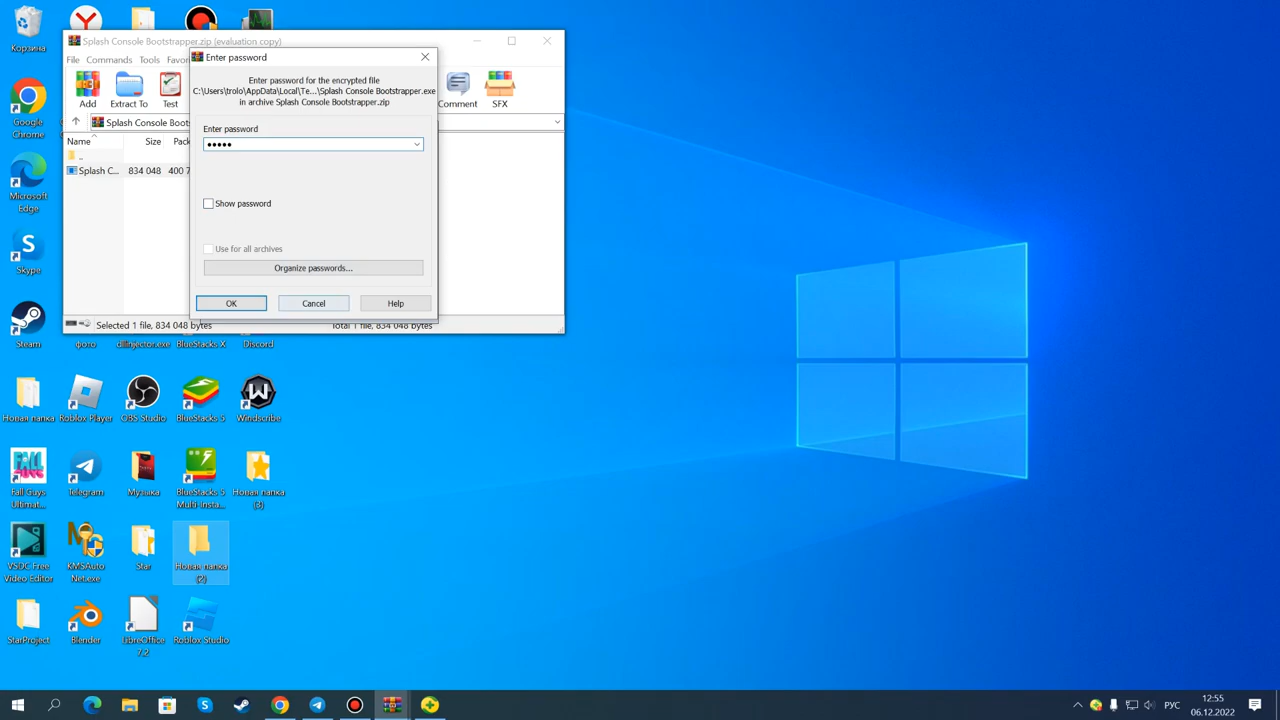 Корзина
Splash Console Bootstrapper.zip (evaluation copy)
File Commands Tools Favor
Add Extract To Test Comment SFX
Splash Console Boots
Name Size Pack
..
Splash C... 834 048 400 7
Selected 1 file, 834 048 bytes
Total 1 file, 834 048 bytes
Enter password
Enter password for the encrypted file
C:\Users\trolo\AppData\Local\Te...\Splash Console Bootstrapper.exe
in archive Splash Console Bootstrapper.zip
Enter password
●●●●●
Show password
Use for all archives
Organize passwords...
OK Cancel Help
Google
Chrome
Microsoft
Edge
Skype
Steam фото dllinjector.exe BlueStacks X Discord
Новая папка Roblox Player OBS Studio BlueStacks 5 Windscribe
Fall Guys
Ultimat...
Telegram
Музыка
BlueStacks 5
Multi-Insta...
Новая папка
(3)
VSDC Free
Video Editor
KMSAuto
Net.exe
Star
Новая папка
(2)
StarProject
Blender
LibreOffice
7.2
Roblox Studio
РУС
12:55
06.12.2022